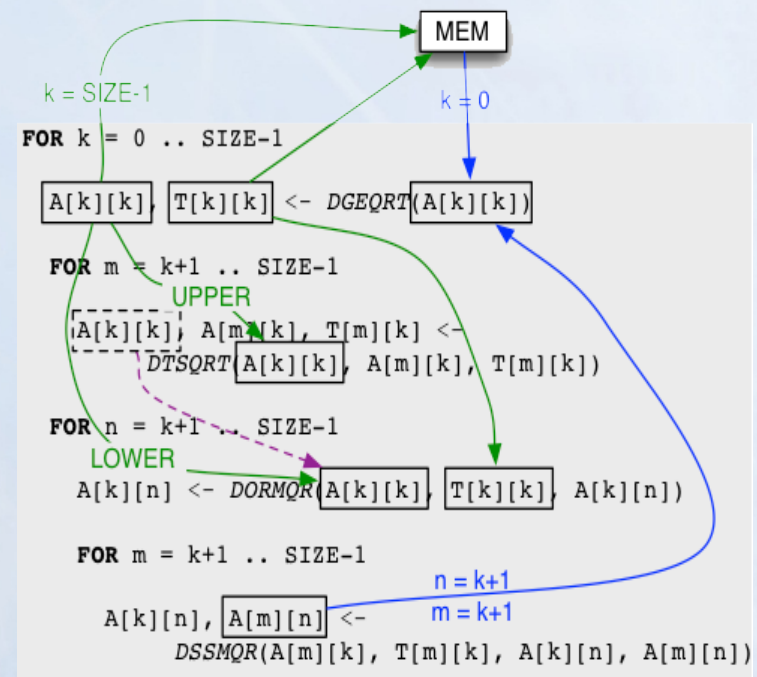 MEM
k = SIZE-1
k = 0
FOR k = 0 .. SIZE-1
A[k][k], T[k][k] <- DGEQRT(A[k][k])
FOR m = k+1 .. SIZE-1
UPPER
A[k][k], A[m][k], T[m][k] <-
DTSQRT(A[k][k], A[m][k], T[m][k])
FOR n = k+1 .. SIZE-1
LOWER
A[k][n] <- DORMQR(A[k][k], T[k][k], A[k][n])
FOR m = k+1 .. SIZE-1
n = k+1
A[k][n], A[m][n] <-
m = k+1
DSSMQR(A[m][k], T[m][k], A[k][n], A[m][n])